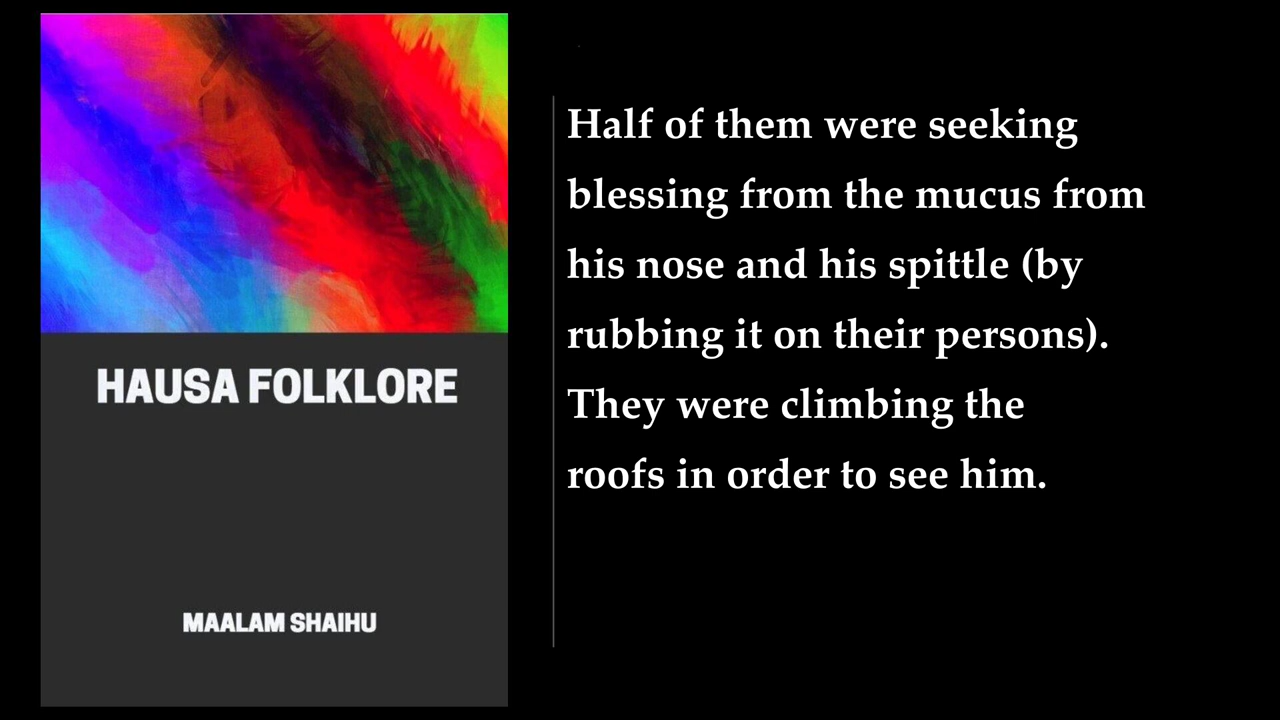 HAUSA FOLKLORE
MAALAM SHAIHU
Half of them were seeking
blessing from the mucus from
his nose and his spittle (by
rubbing it on their persons).
They were climbing the
roofs in order to see him.